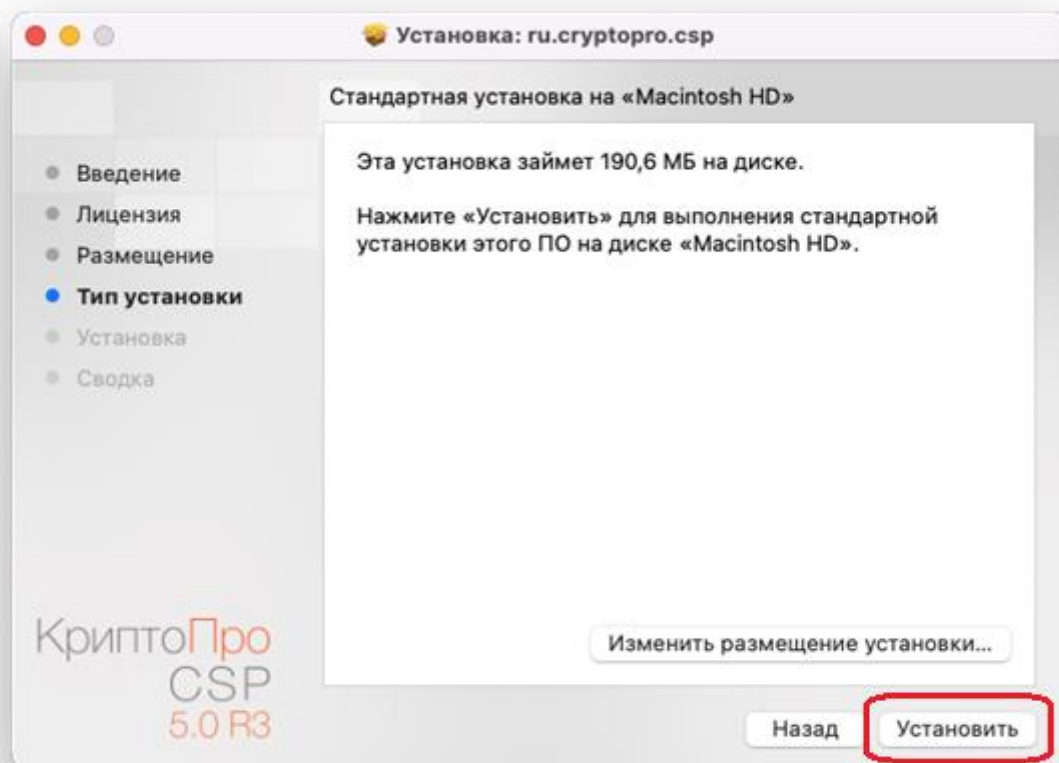 Установка: ru.cryptopro.csp
Стандартная установка на «Macintosh HD»
Введение
Лицензия
Размещение
Тип установки
Установка
Сводка
Эта установка займет 190,6 МБ на диске.
Нажмите «Установить» для выполнения стандартной
установки этого ПО на диске «Macintosh HD».
КриптоПро
CSP
5.0 R3
Изменить размещение установки...
Назад
Установить